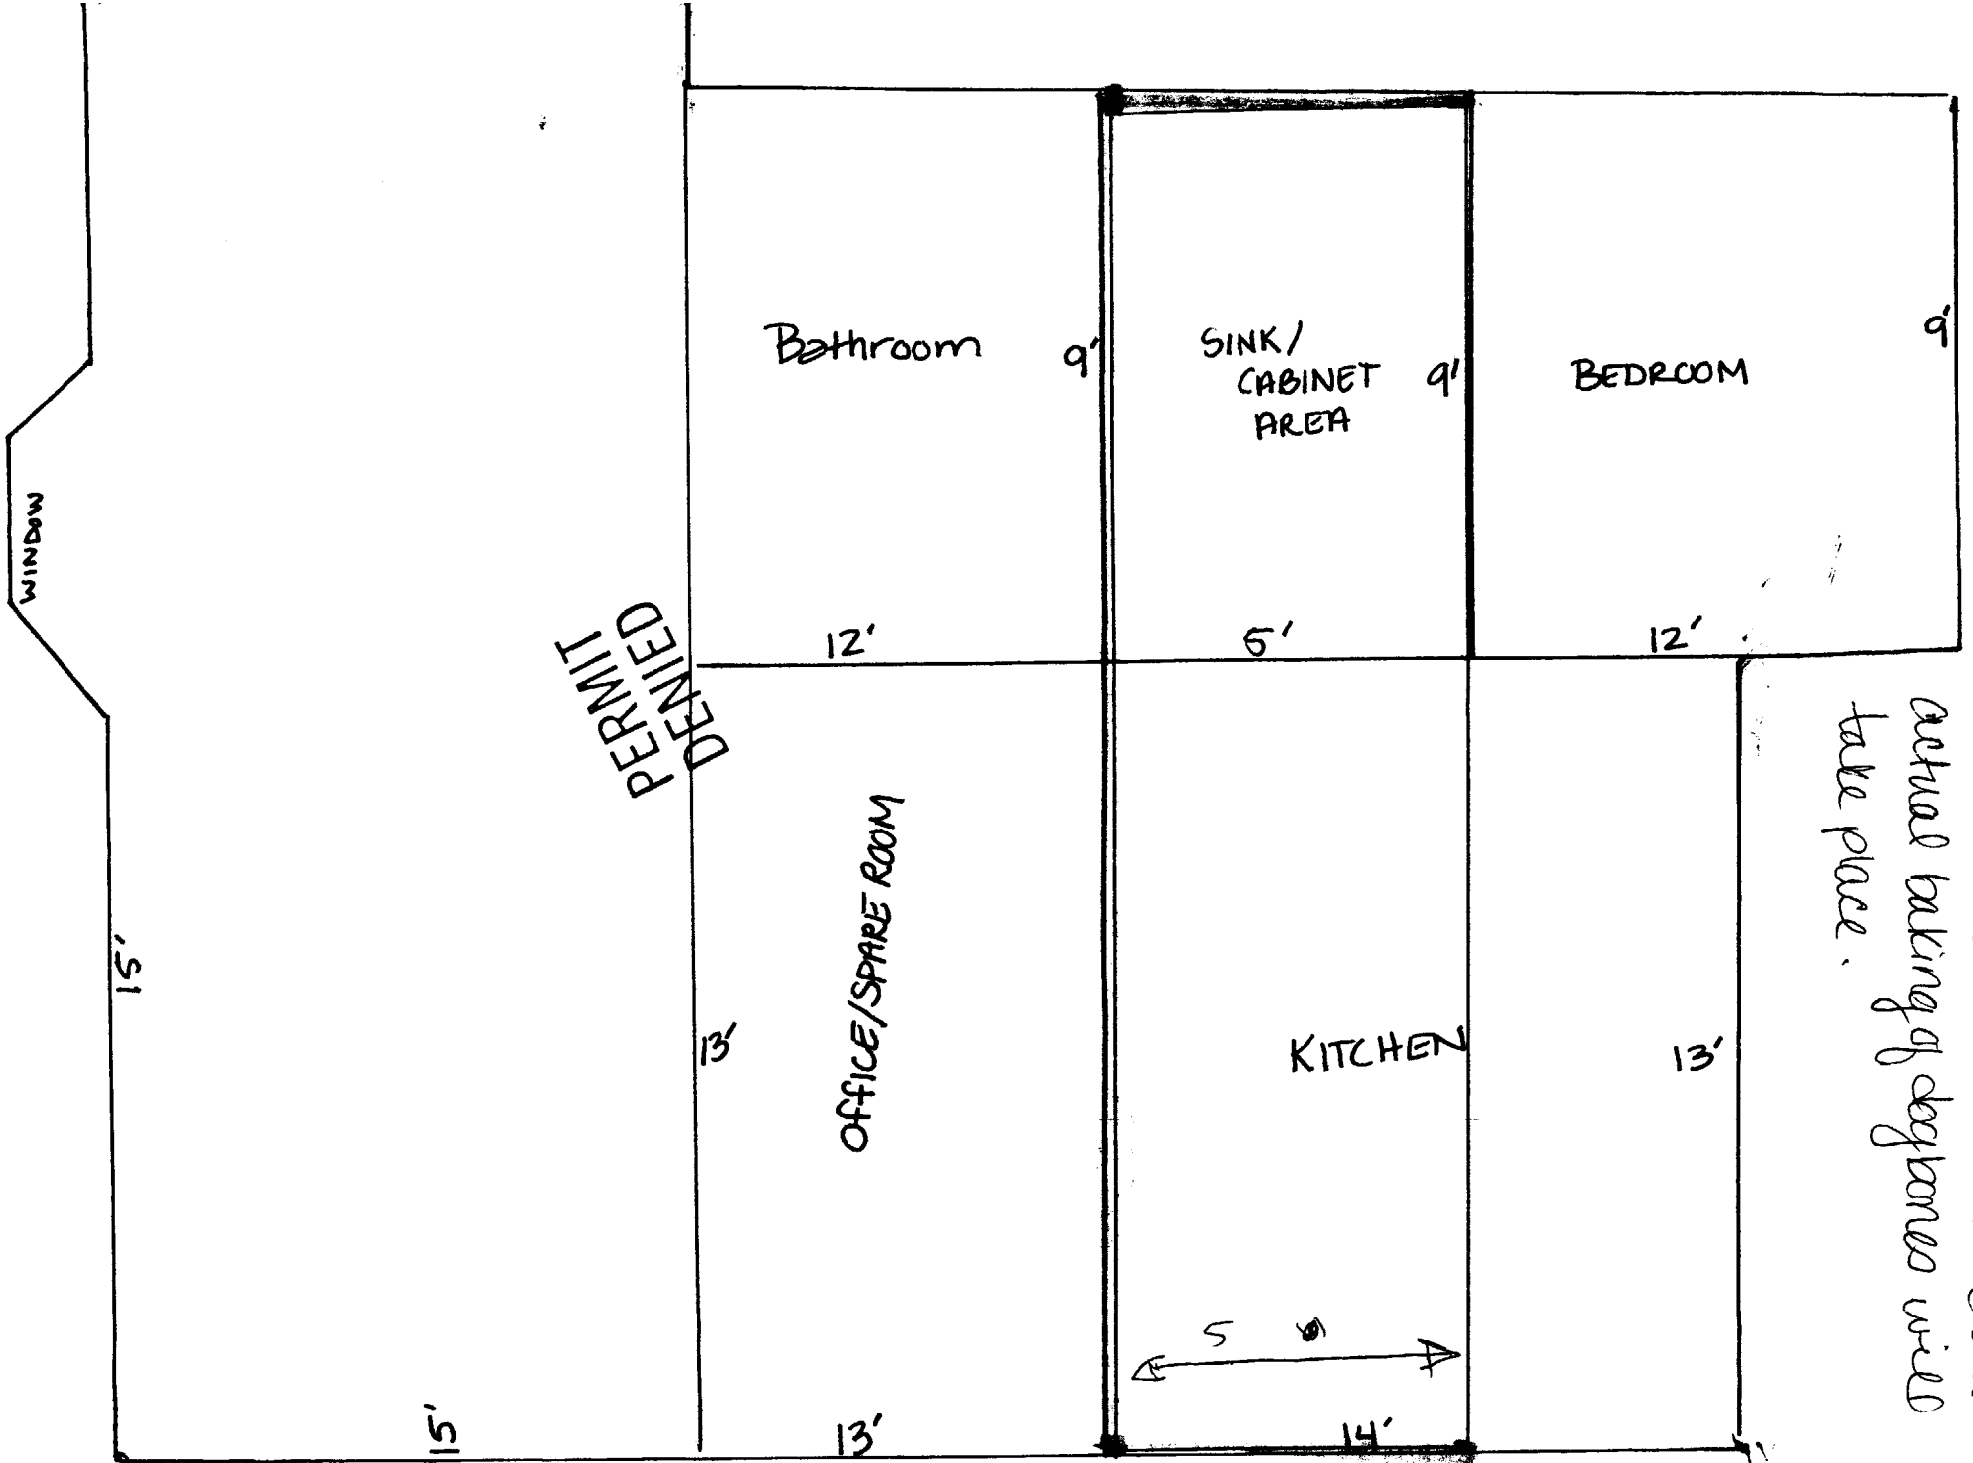 Bathroom
9'
SINK/
CABINET
AREA
9'
BEDROOM
9'
WINDOW
12'
5'
12'
PERMIT
DENIED
OFFICE/SPARE ROOM
15'
13'
KITCHEN
13'
5
15'
13'
14'
actual baking of dogbones will
take place.